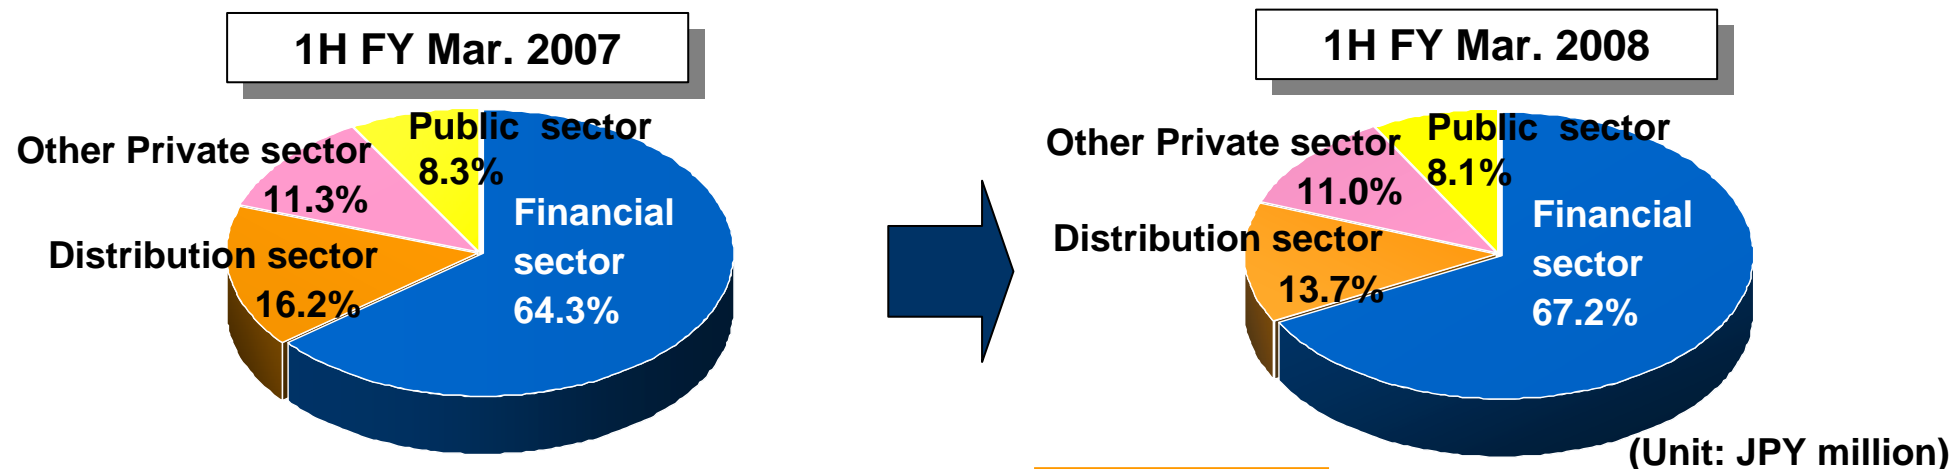 1H FY Mar. 2007
Public sector
8.3%
Other Private sector
11.3%
Financial
sector
64.3%
Distribution sector
16.2%
1H FY Mar. 2008
Public sector
8.1%
Other Private sector
11.0%
Financial
sector
67.2%
Distribution sector
13.7%
(Unit: JPY million)